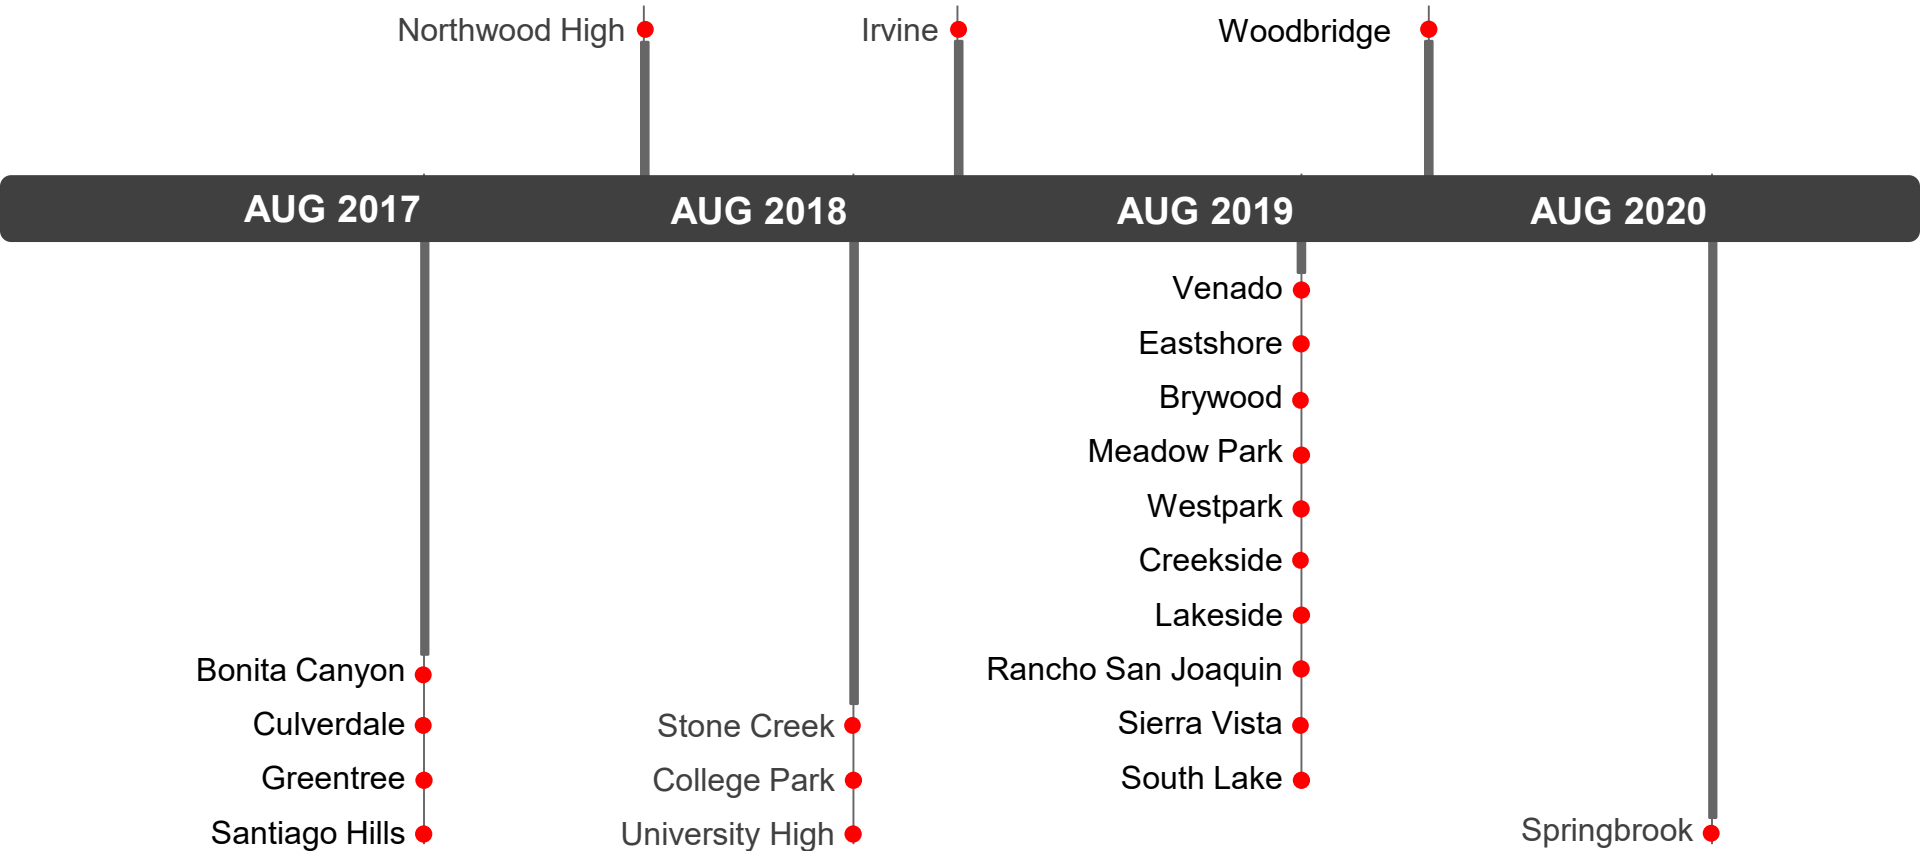 Northwood High
Irvine
Woodbridge
AUG 2017
AUG 2018
AUG 2019
AUG 2020
Bonita Canyon
Culverdale
Greentree
Santiago Hills
Stone Creek
College Park
University High
Venado
Eastshore
Brywood
Meadow Park
Westpark
Creekside
Lakeside
Rancho San Joaquin
Sierra Vista
South Lake
Springbrook